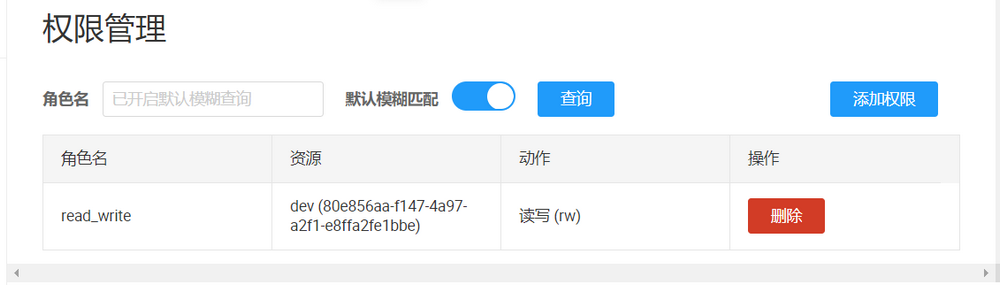 权限管理
角色名 已开启默认模糊查询 默认模糊匹配 查询 添加权限
角色名 资源 动作 操作
read_write dev (80e856aa-f147-4a97-a2f1-e8ffa2fe1bbe) 读写 (rw) 删除